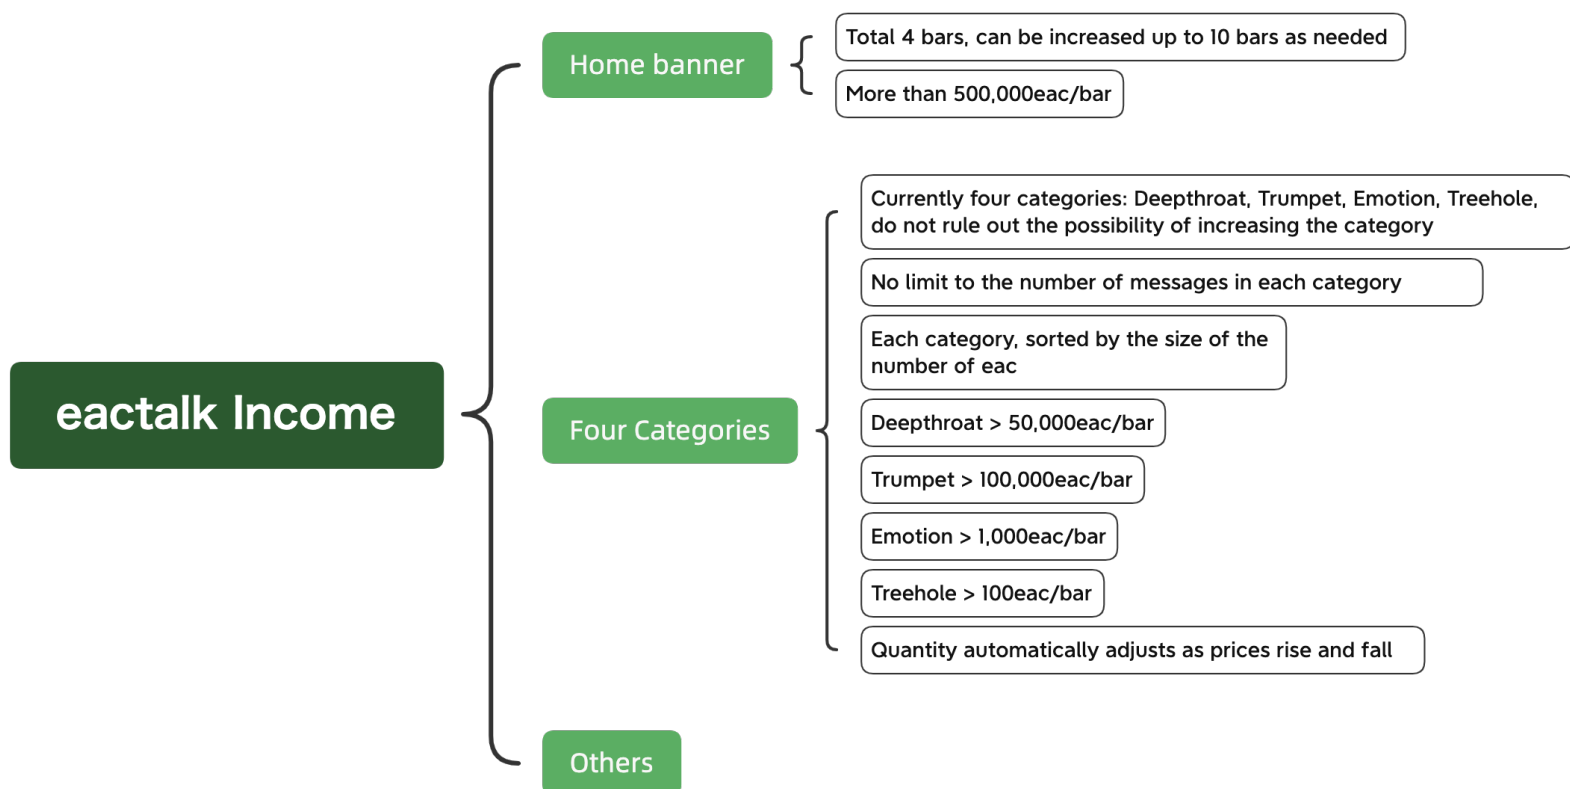 eactalk Income
Home banner
Total 4 bars, can be increased up to 10 bars as needed
More than 500,000eac/bar
Four Categories
Currently four categories: Deepthroat, Trumpet, Emotion, Treehole,
do not rule out the possibility of increasing the category
No limit to the number of messages in each category
Each category, sorted by the size of the
number of eac
Deepthroat > 50,000eac/bar
Trumpet > 100,000eac/bar
Emotion > 1,000eac/bar
Treehole > 100eac/bar
Quantity automatically adjusts as prices rise and fall
Others